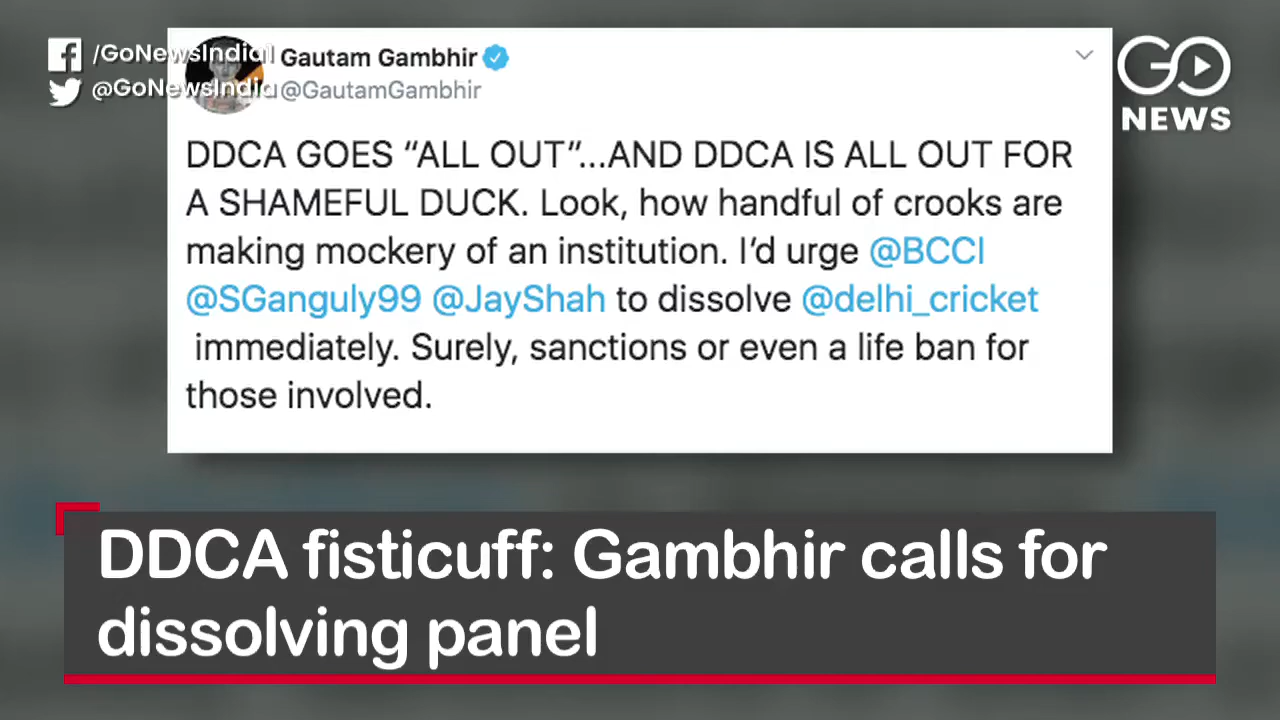 /GoNewsIndia1
@GoNewsIndia
Gautam Gambhir
@GautamGambhir
GO
NEWS
DDCA GOES “ALL OUT”...AND DDCA IS ALL OUT FOR
A SHAMEFUL DUCK. Look, how handful of crooks are
making mockery of an institution. I’d urge @BCCI
@SGanguly99 @JayShah to dissolve @delhi_cricket
immediately. Surely, sanctions or even a life ban for
those involved.
DDCA fisticuff: Gambhir calls for
dissolving panel